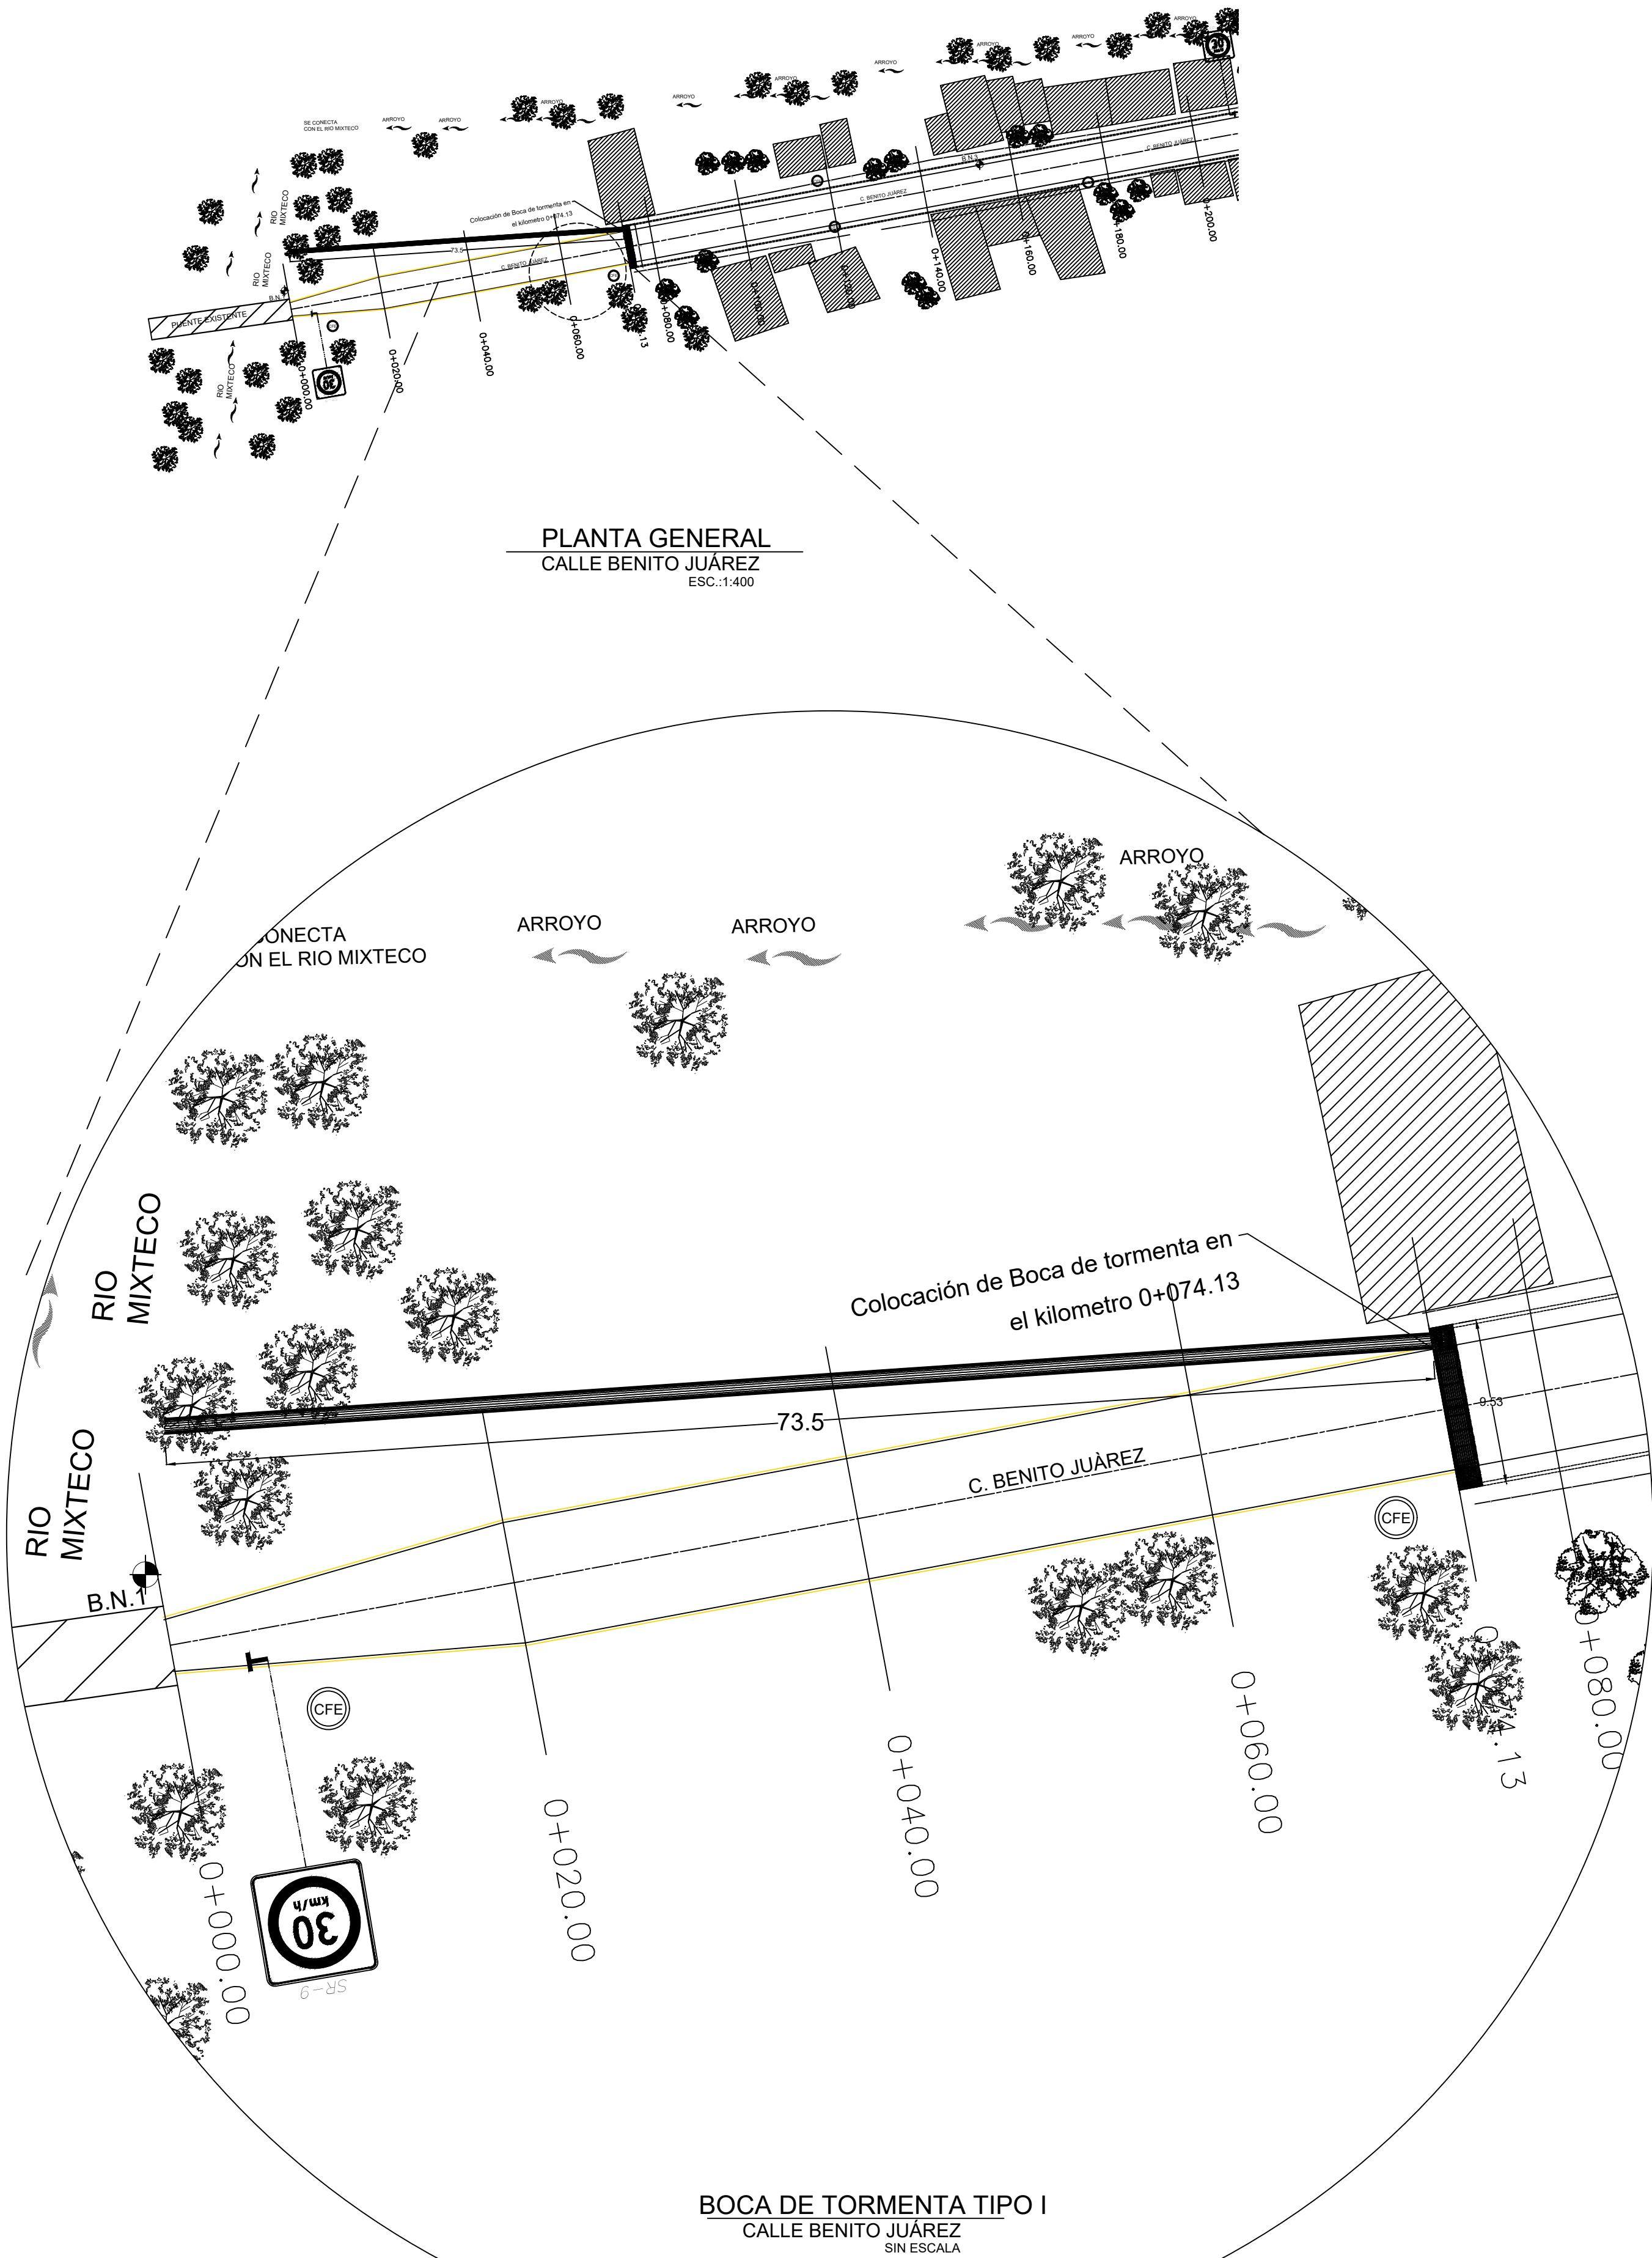 ARROYO
ARROYO
ARROYO
ARROYO
ARROYO
ARROYO
ARROYO
ARROYO
ARROYO
SE CONECTA
CON EL RIO MIXTECO
RIO
MIXTECO
RIO
MIXTECO
RIO
MIXTECO
B.N.3
C. BENITO JUÁREZ
C. BENITO JUÁREZ
C. BENITO JUÁREZ
Colocación de Boca de tormenta en
el kilometro 0+074.13
73.5
PUENTE EXISTENTE
30
0+000.00
0+020.00
0+040.00
0+060.00
0+080.00
0+140.00
0+160.00
0+180.00
0+200.00
PLANTA GENERAL
CALLE BENITO JUÁREZ
ESC.:1:400
ARROYO
ARROYO
ARROYO
CONECTA
ON EL RIO MIXTECO
RIO
MIXTECO
RIO
MIXTECO
Colocación de Boca de tormenta en
el kilometro 0+074.13
73.5
9.53
C. BENITO JUÀREZ
B.N.1
CFE
CFE
30
km/h
SR-9
0+000.00
0+020.00
0+040.00
0+060.00
0+080.00
BOCA DE TORMENTA TIPO I
CALLE BENITO JUÁREZ
SIN ESCALA